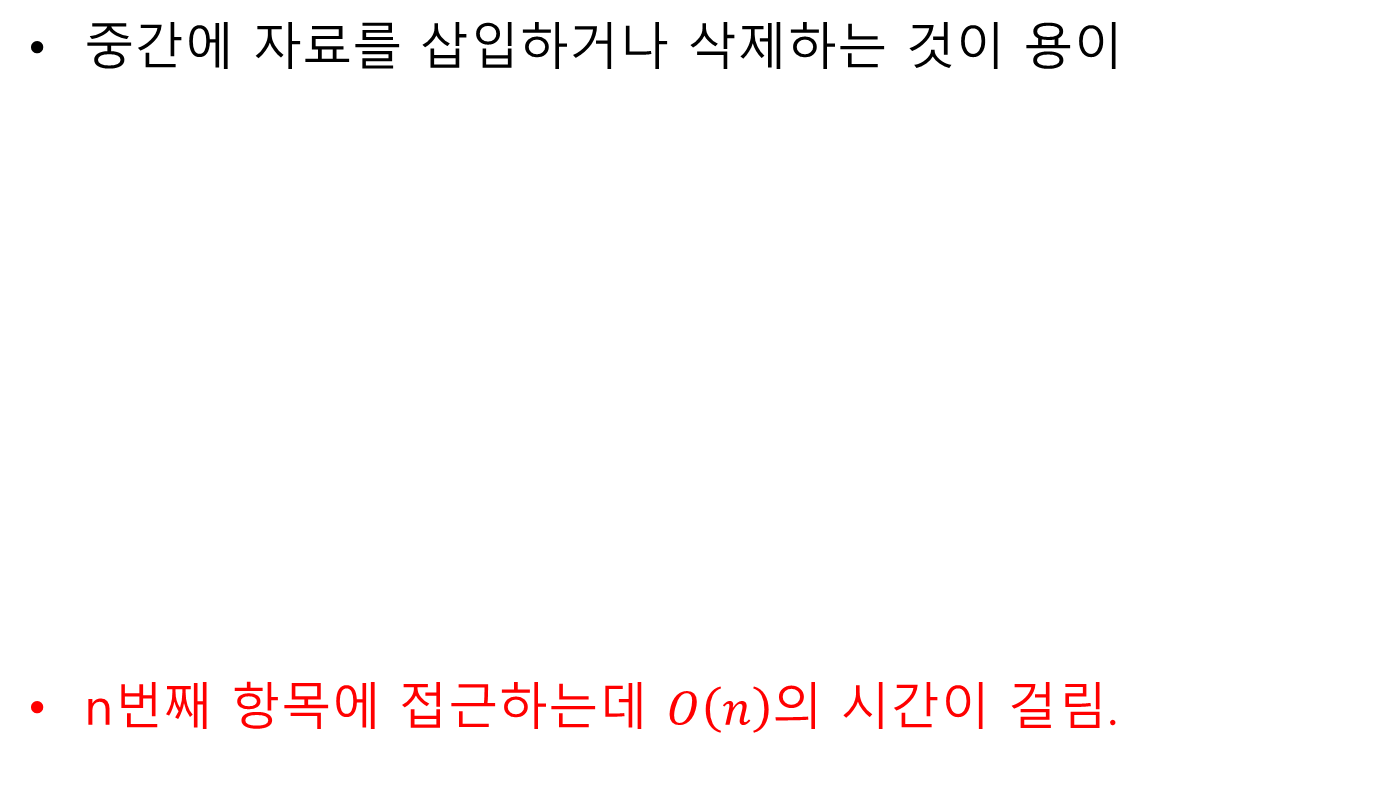 • 중간에 자료를 삽입하거나 삭제하는 것이 용이
• n번째 항목에 접근하는데 O(n)의 시간이 걸림.